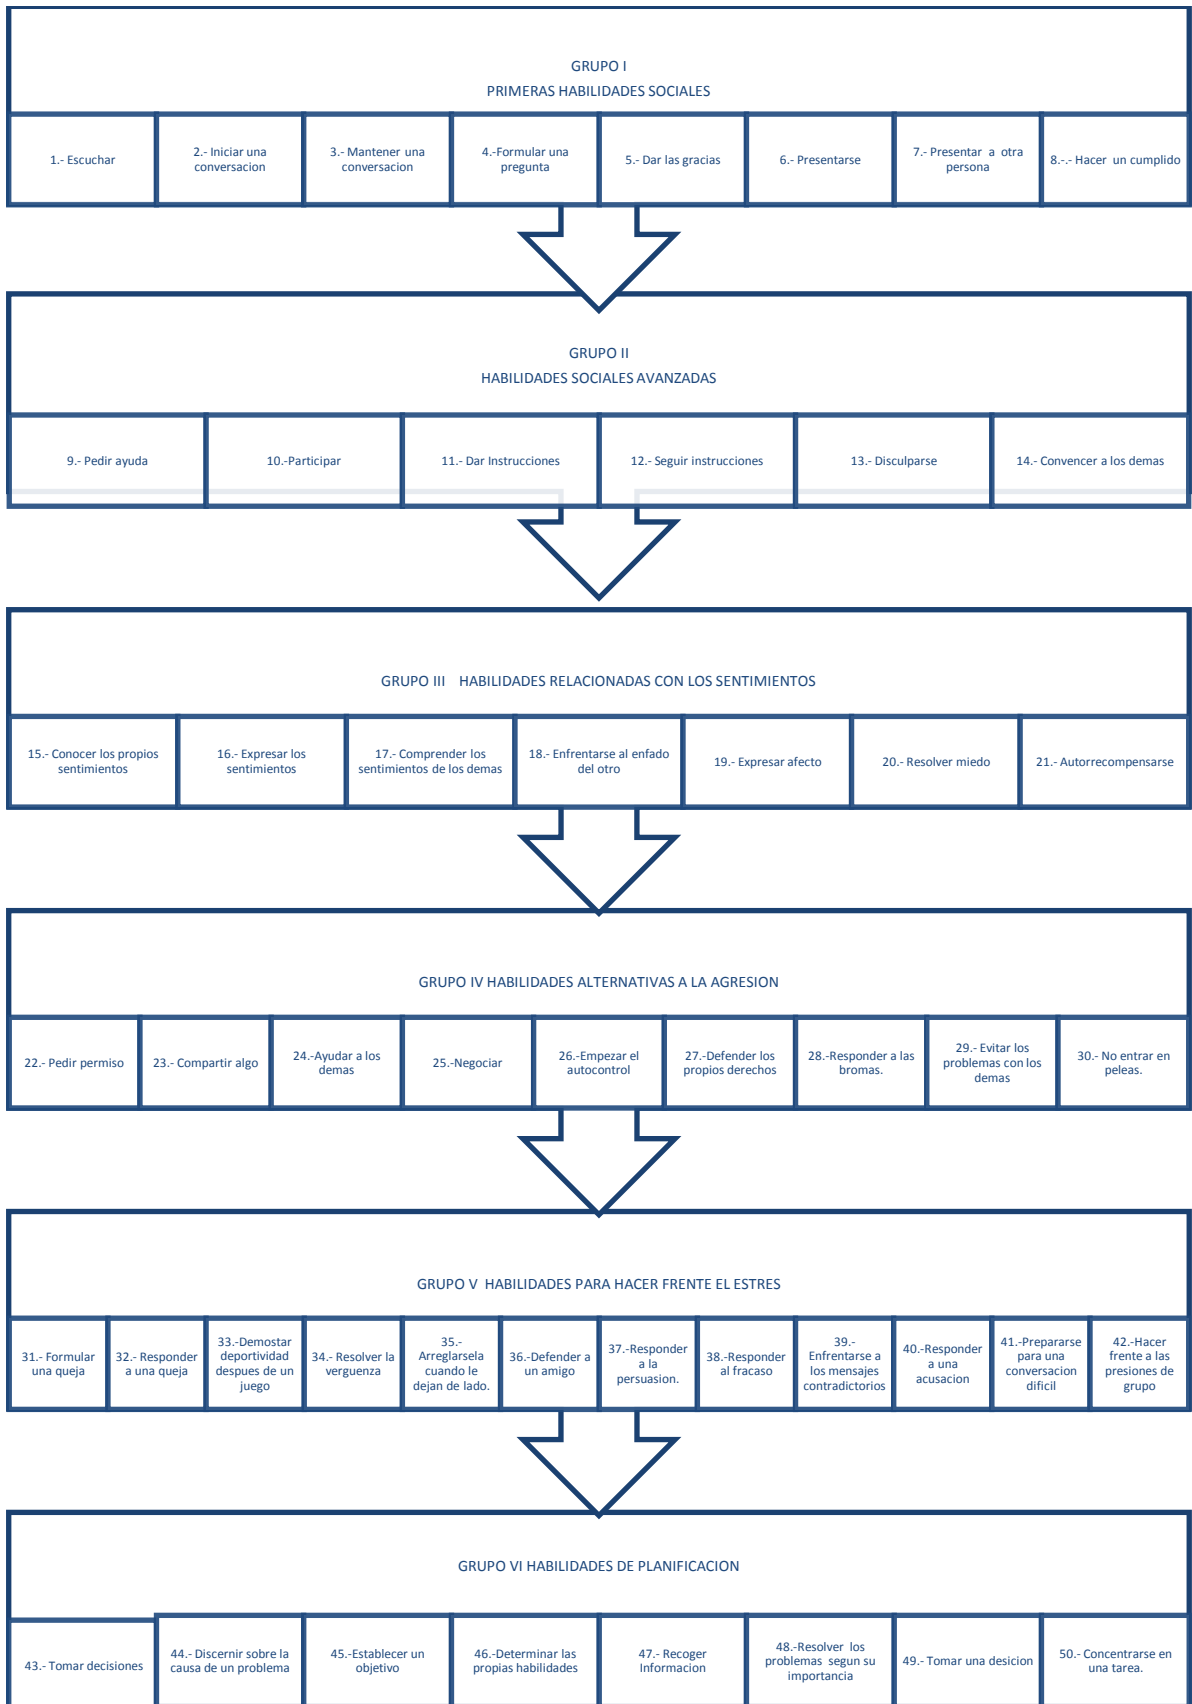 GRUPO I
PRIMERAS HABILIDADES SOCIALES
1.- Escuchar
2.- Iniciar una
conversacion
3.- Mantener una
conversacion
4.-Formular una
pregunta
5.- Dar las gracias
6.- Presentarse
7.- Presentar a otra
persona
8.-.- Hacer un cumplido
GRUPO II
HABILIDADES SOCIALES AVANZADAS
9.- Pedir ayuda
10.-Participar
11.- Dar Instrucciones
12.- Seguir instrucciones
13.- Disculparse
14.- Convencer a los demas
GRUPO III HABILIDADES RELACIONADAS CON LOS SENTIMIENTOS
15.- Conocer los propios
sentimientos
16.- Expresar los
sentimientos
17.- Comprender los
sentimientos de los demas
18.- Enfrentarse al enfado
del otro
19.- Expresar afecto
20.- Resolver miedo
21.- Autorrecompensarse
GRUPO IV HABILIDADES ALTERNATIVAS A LA AGRESION
22.- Pedir permiso
23.- Compartir algo
24.-Ayudar a los
demas
25.-Negociar
26.-Empezar el
autocontrol
27.-Defender los
propios derechos
28.-Responder a las
bromas.
29.- Evitar los
problemas con los
demas
30.- No entrar en
peleas.
GRUPO V HABILIDADES PARA HACER FRENTE EL ESTRES
31.- Formular
una queja
32.- Responder
a una queja
33.-Demostar
deportividad
despues de un
juego
34.- Resolver la
verguenza
35.-
Arreglarsela
cuando le
dejan de lado.
36.-Defender a
un amigo
37.-Responder
a la
persuasion.
38.-Responder
al fracaso
39.-
Enfrentarse a
los mensajes
contradictorios
40.-Responder
a una
acusacion
41.-Prepararse
para una
conversacion
dificil
42.-Hacer
frente a las
presiones de
grupo
GRUPO VI HABILIDADES DE PLANIFICACION
43.- Tomar decisiones
44.- Discernir sobre la
causa de un problema
45.-Establecer un
objetivo
46.-Determinar las
propias habilidades
47.- Recoger
Informacion
48.-Resolver los
problemas segun su
importancia
49.- Tomar una desicion
50.- Concentrarse en
una tarea.